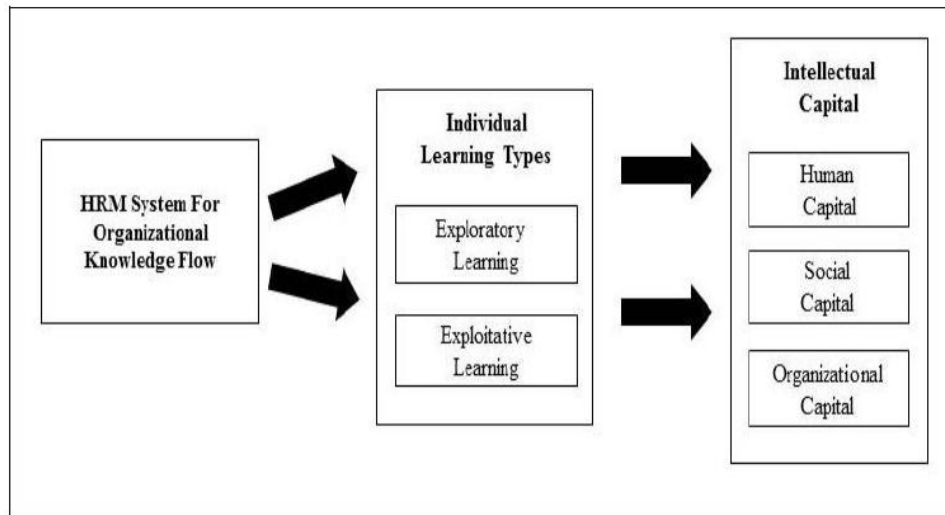 HRM System For
Organizational
Knowledge Flow
Individual
Learning Types
Exploratory
Learning
Exploitative
Learning
Intellectual
Capital
Human
Capital
Social
Capital
Organizational
Capital